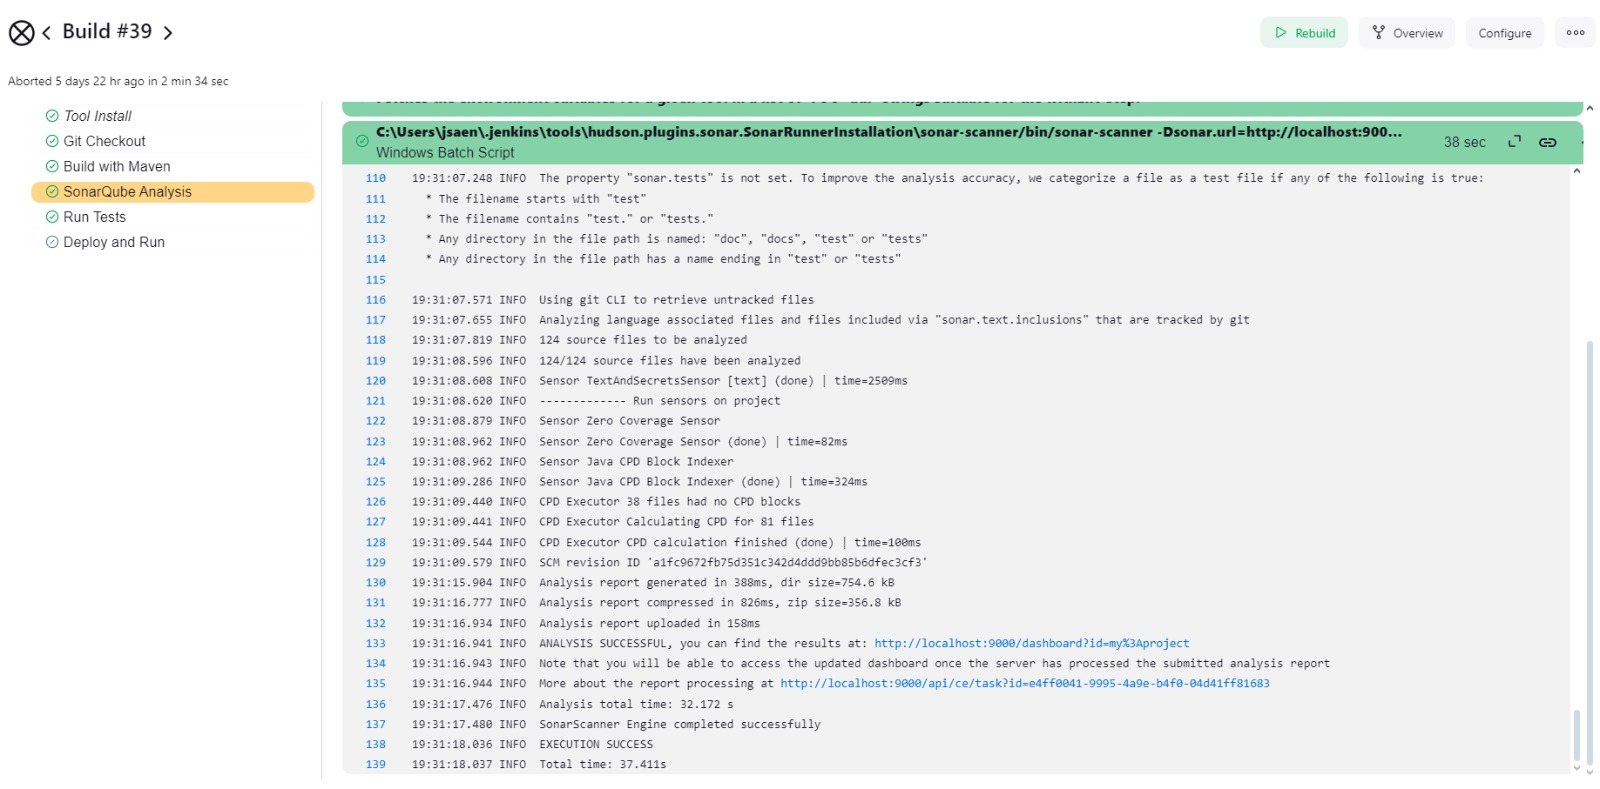 Build #39
Rebuild
Overview
Configure
Aborted 5 days 22 hr ago in 2 min 34 sec
Tool Install
Git Checkout
Build with Maven
SonarQube Analysis
Run Tests
Deploy and Run
C:\Users\jsaen\.jenkins\tools\hudson.plugins.sonar.SonarRunnerInstallation\sonar-scanner/bin/sonar-scanner -Dsonar.url=http://localhost:900...
Windows Batch Script
38 sec
110 19:31:07.248 INFO The property "sonar.tests" is not set. To improve the analysis accuracy, we categorize a file as a test file if any of the following is true:
111 * The filename starts with "test"
112 * The filename contains "test." or "tests."
113 * Any directory in the file path is named: "doc", "docs", "test" or "tests"
114 * Any directory in the file path has a name ending in "test" or "tests"
115
116 19:31:07.571 INFO Using git CLI to retrieve untracked files
117 19:31:07.655 INFO Analyzing language associated files and files included via "sonar.text.inclusions" that are tracked by git
118 19:31:07.819 INFO 124 source files to be analyzed
119 19:31:08.596 INFO 124/124 source files have been analyzed
120 19:31:08.608 INFO Sensor TextAndSecretsSensor [text] (done) | time=2509ms
121 19:31:08.620 INFO ------------- Run sensors on project
122 19:31:08.879 INFO Sensor Zero Coverage Sensor
123 19:31:08.962 INFO Sensor Zero Coverage Sensor (done) | time=82ms
124 19:31:08.962 INFO Sensor Java CPD Block Indexer
125 19:31:09.286 INFO Sensor Java CPD Block Indexer (done) | time=324ms
126 19:31:09.440 INFO CPD Executor 38 files had no CPD blocks
127 19:31:09.441 INFO CPD Executor Calculating CPD for 81 files
128 19:31:09.544 INFO CPD Executor CPD calculation finished (done) | time=100ms
129 19:31:09.579 INFO SCM revision ID 'a1fc9672fb75d351c342d4ddd9bb85b6dfec3cf3'
130 19:31:15.904 INFO Analysis report generated in 388ms, dir size=754.6 kB
131 19:31:16.777 INFO Analysis report compressed in 826ms, zip size=356.8 kB
132 19:31:16.934 INFO Analysis report uploaded in 158ms
133 19:31:16.941 INFO ANALYSIS SUCCESSFUL, you can find the results at: http://localhost:9000/dashboard?id=my%3Aproject
134 19:31:16.943 INFO Note that you will be able to access the updated dashboard once the server has processed the submitted analysis report
135 19:31:16.944 INFO More about the report processing at http://localhost:9000/api/ce/task?id=e4ff0041-9995-4a9e-b4f0-04d41ff81683
136 19:31:17.476 INFO Analysis total time: 32.172 s
137 19:31:17.480 INFO SonarScanner Engine completed successfully
138 19:31:18.036 INFO EXECUTION SUCCESS
139 19:31:18.037 INFO Total time: 37.411s